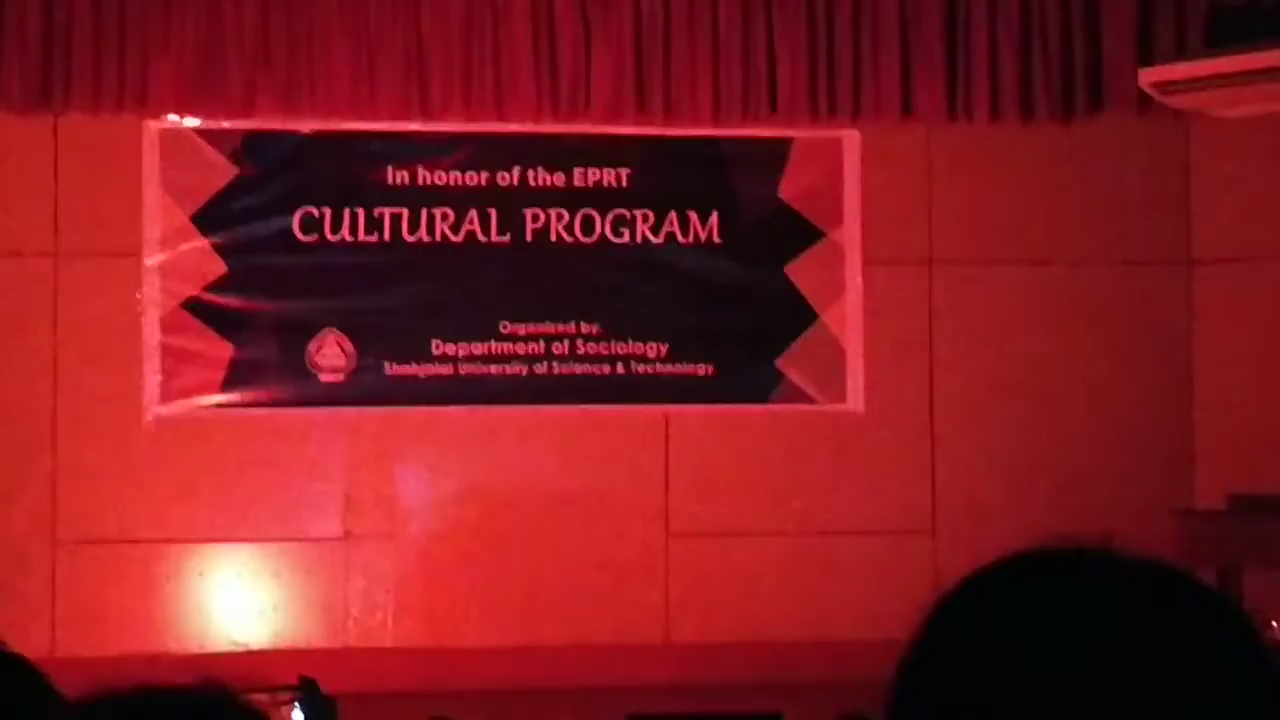 In honor of the EPRT
CULTURAL PROGRAM
Organized by:
Department of Sociology
Shahjalal University of Science & Technology